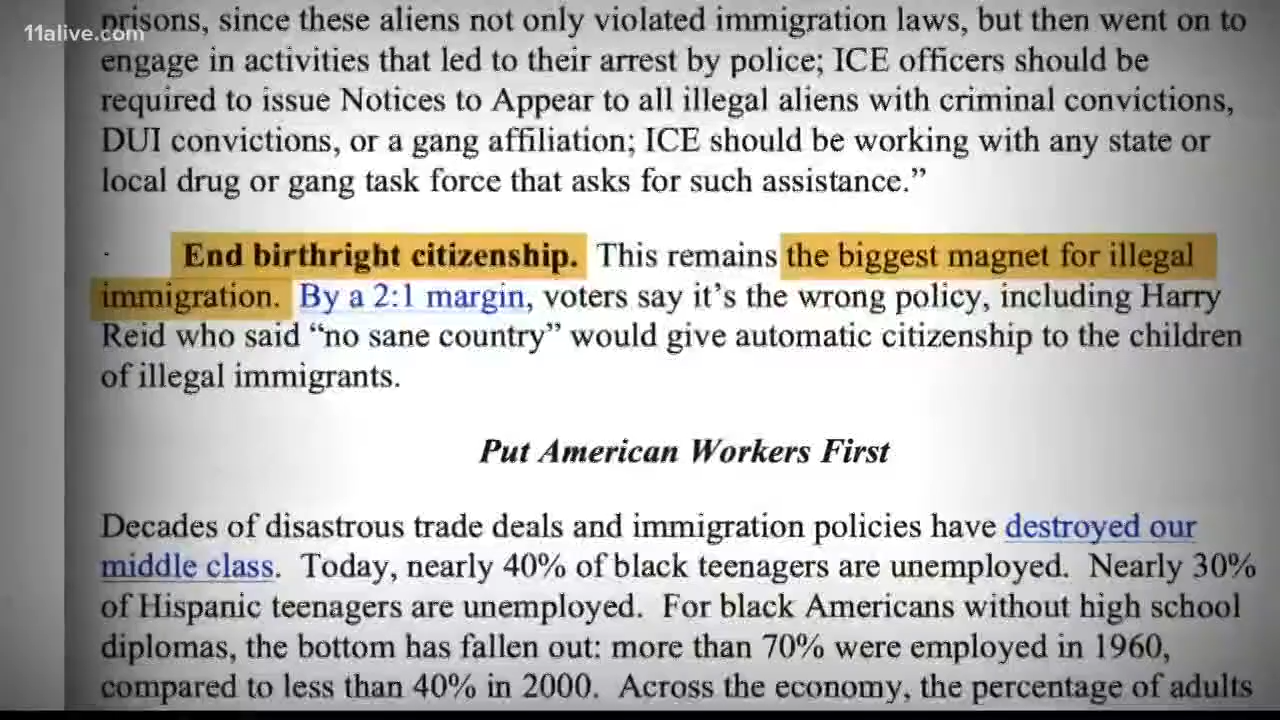 prisons, since these aliens not only violated immigration laws, but then went on to
11alive.com
engage in activities that led to their arrest by police; ICE officers should be
required to issue Notices to Appear to all illegal aliens with criminal convictions,
DUI convictions, or a gang affiliation; ICE should be working with any state or
local drug or gang task force that asks for such assistance.”
· End birthright citizenship. This remains the biggest magnet for illegal
immigration. By a 2:1 margin, voters say it’s the wrong policy, including Harry
Reid who said “no sane country” would give automatic citizenship to the children
of illegal immigrants.
Put American Workers First
Decades of disastrous trade deals and immigration policies have destroyed our
middle class. Today, nearly 40% of black teenagers are unemployed. Nearly 30%
of Hispanic teenagers are unemployed. For black Americans without high school
diplomas, the bottom has fallen out: more than 70% were employed in 1960,
compared to less than 40% in 2000. Across the economy, the percentage of adults